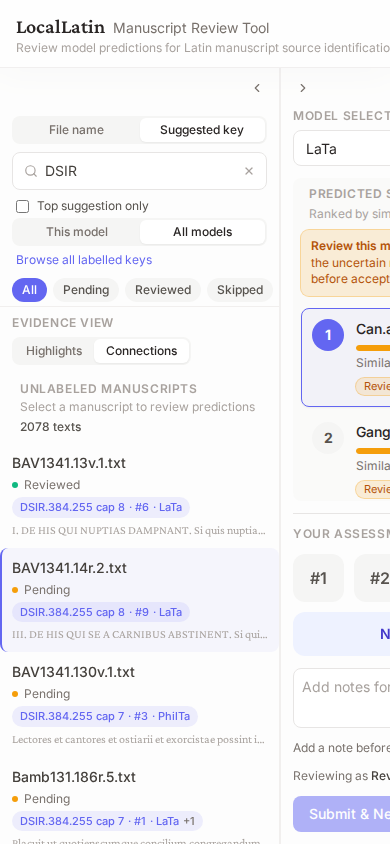 LocalLatin Manuscript Review Tool
Review model predictions for Latin manuscript source identificatio
File name Suggested key
DSIR
Top suggestion only
This model All models
Browse all labelled keys
All Pending Reviewed Skipped
EVIDENCE VIEW
Highlights Connections
UNLABELED MANUSCRIPTS
Select a manuscript to review predictions
2078 texts
BAV1341.13v.1.txt
Reviewed
DSIR.384.255 cap 8 · #6 · LaTa
I. DE HIS QUI NUPTIAS DAMPNANT. Si quis nuptia...
BAV1341.14r.2.txt
Pending
DSIR.384.255 cap 8 · #9 · LaTa
III. DE HIS QUI SE A CARNIBUS ABSTINENT. Si qui...
BAV1341.130v.1.txt
Pending
DSIR.384.255 cap 7 · #3 · PhilTa
Lectores et cantores et ostiarii et exorcistae possint i...
Bamb131.186r.5.txt
Pending
DSIR.384.255 cap 7 · #1 · LaTa +1
Placuit ut quotienscumque concilium congregandum...
MODEL SELECT
LaTa
PREDICTED S
Ranked by sim
Review this m
the uncertain
before accept
1 Can.a
Simila
Revie
2 Gang
Simila
Revie
YOUR ASSESSM
#1 #2
N
Add notes for
Add a note before
Reviewing as Rev
Submit & Ne